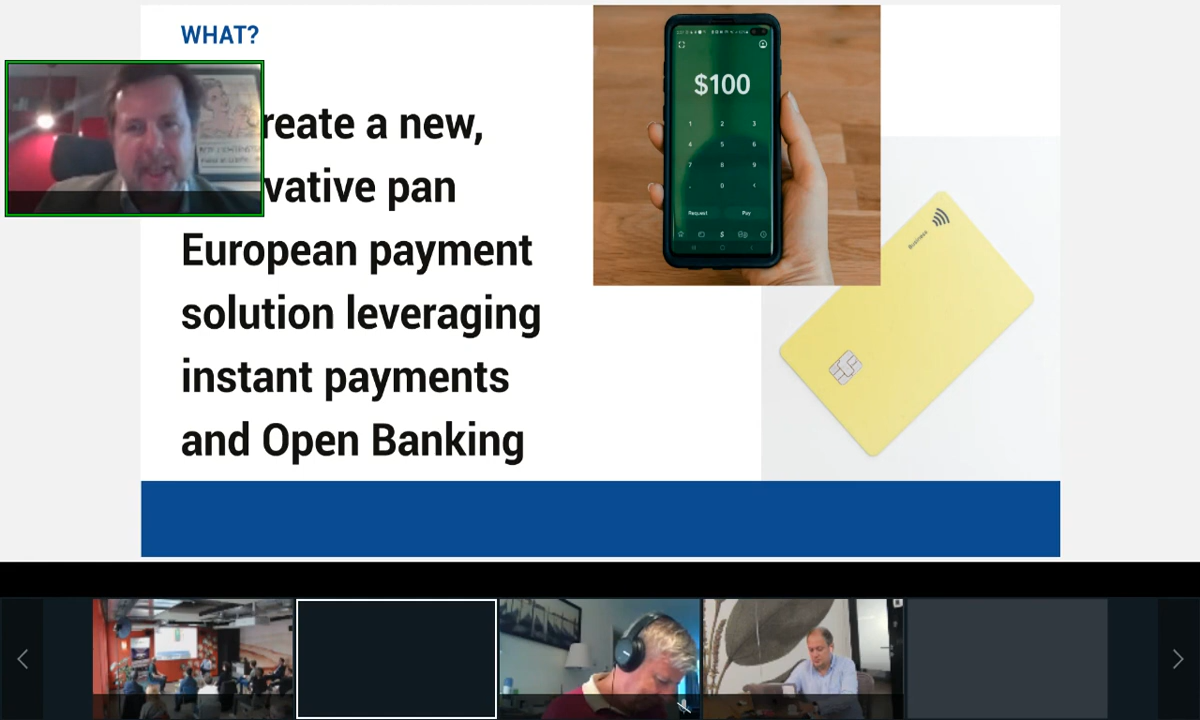 WHAT?
reate a new,
vative pan
European payment
solution leveraging
instant payments
and Open Banking
$100
1 2 3
4 5 6
7 8 9
. 0 <
Request Pay
$
Business